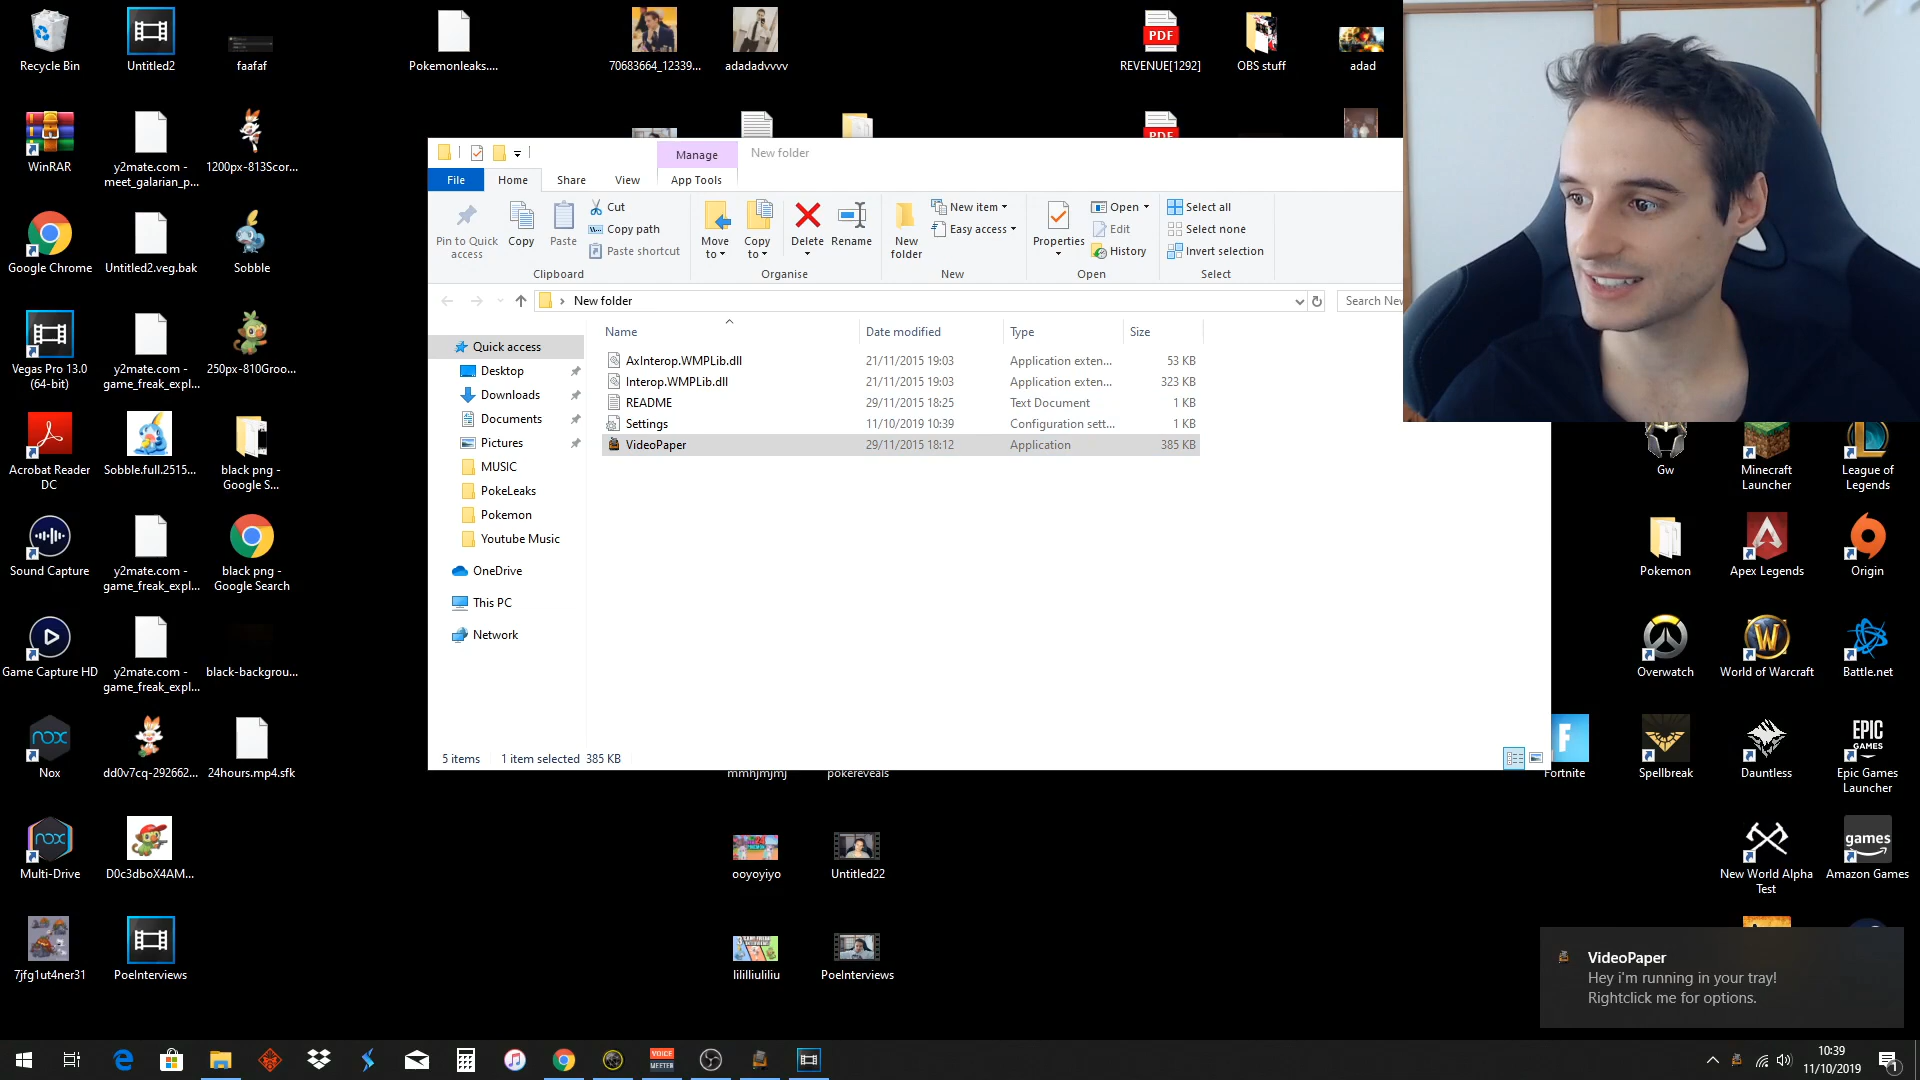 Recycle Bin
Untitled2
faafaf
Pokemonleaks....
70683664_12339...
adadadvvvv
PDF
REVENUE[1292]
OBS stuff
adad
WinRAR
y2mate.com -
meet_galarian_p...
1200px-813Scor...
PDF
Google Chrome
Untitled2.veg.bak
Sobble
Vegas Pro 13.0
(64-bit)
y2mate.com -
game_freak_expl...
250px-810Groo...
Acrobat Reader
DC
Sobble.full.2515...
black png -
Google S...
Sound Capture
y2mate.com -
game_freak_expl...
black png -
Google Search
Game Capture HD
y2mate.com -
game_freak_expl...
black-backgrou...
nox
Nox
dd0v7cq-292662...
24hours.mp4.sfk
nox
Multi-Drive
D0c3dboX4AM...
7jfg1ut4ner31
PoeInterviews
Manage
New folder
File
Home
Share
View
App Tools
Pin to Quick
access
Copy
Paste
Cut
Copy path
Paste shortcut
Clipboard
Move
to
Copy
to
Delete
Rename
Organise
New
folder
New item
Easy access
New
Properties
Open
Edit
History
Open
Select all
Select none
Invert selection
Select
New folder
Search New
Name
Date modified
Type
Size
Quick access
Desktop
Downloads
Documents
Pictures
MUSIC
PokeLeaks
Pokemon
Youtube Music
OneDrive
This PC
Network
AxInterop.WMPLib.dll 21/11/2015 19:03 Application exten... 53 KB
Interop.WMPLib.dll 21/11/2015 19:03 Application exten... 323 KB
README 29/11/2015 18:25 Text Document 1 KB
Settings 11/10/2019 10:39 Configuration sett... 1 KB
VideoPaper 29/11/2015 18:12 Application 385 KB
5 items 1 item selected 385 KB
mmhjmjmj
pokereveals
ooyoyiyo
Untitled22
lililliuliliu
PoeInterviews
Gw
Minecraft
Launcher
League of
Legends
Pokemon
Apex Legends
Origin
Overwatch
World of Warcraft
Battle.net
Fortnite
Spellbreak
Dauntless
EPIC
GAMES
Epic Games
Launcher
New World Alpha
Test
games
Amazon Games
VideoPaper
Hey i'm running in your tray!
Rightclick me for options.
VOICE
MEETER
10:39
11/10/2019
1